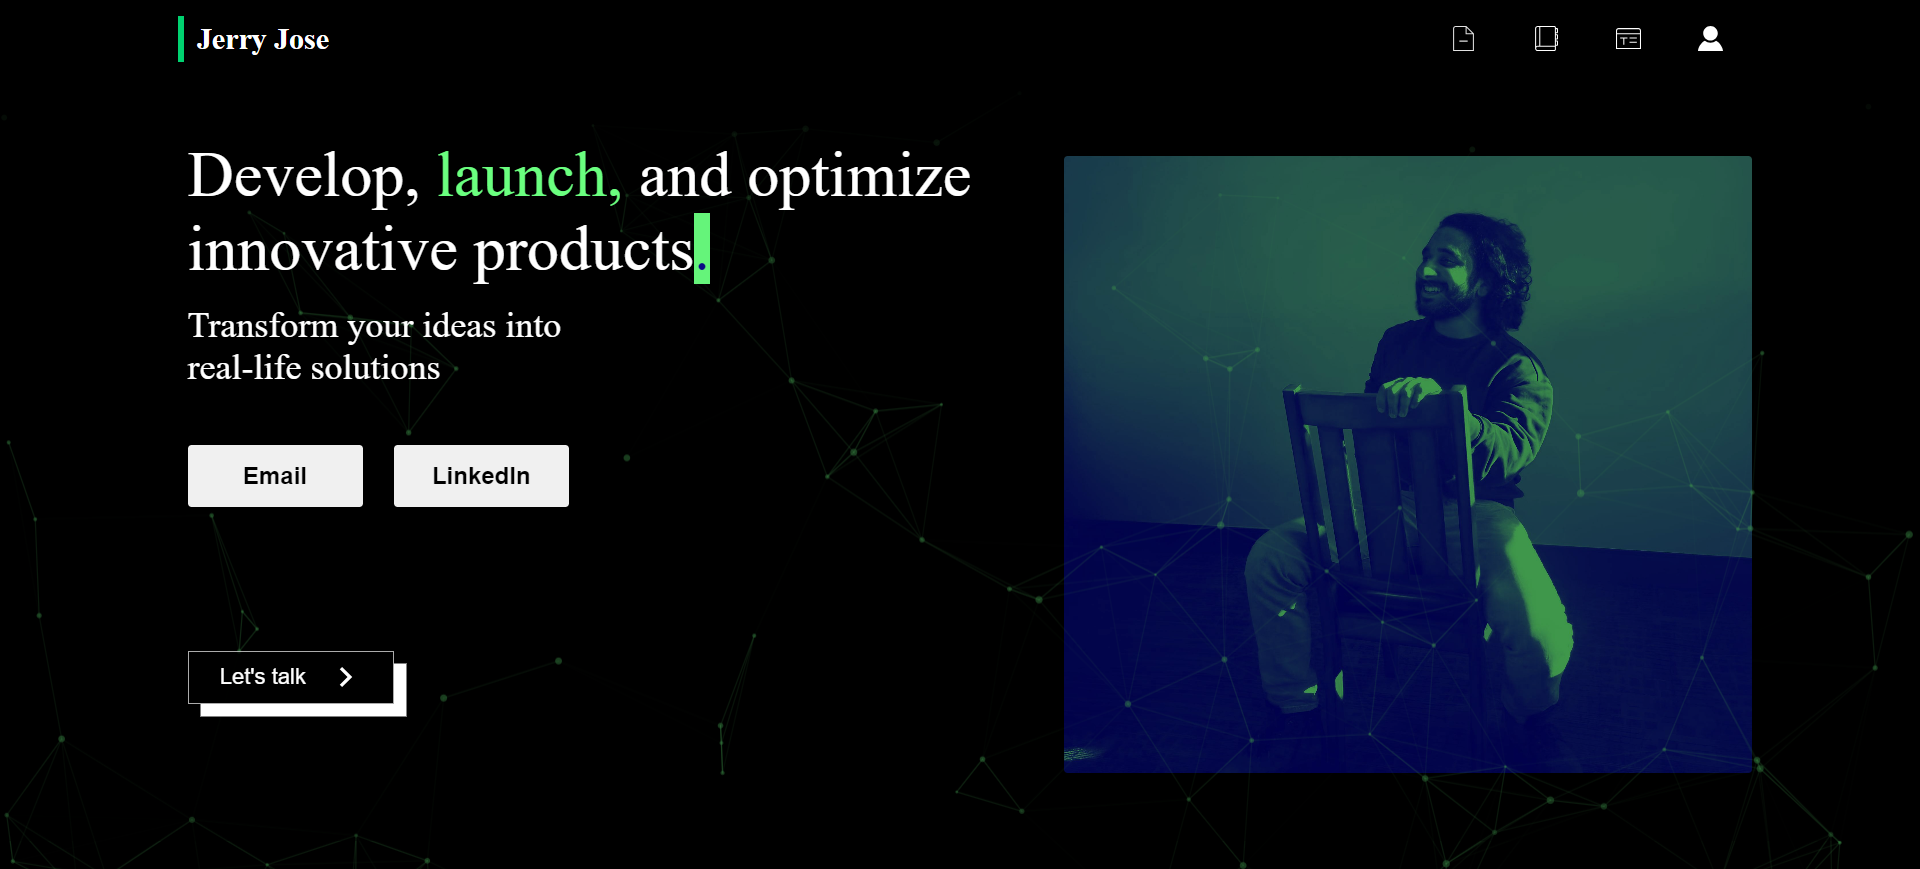 Jerry Jose
Develop, launch, and optimize
innovative products.
Transform your ideas into
real-life solutions
Email
LinkedIn
Let's talk